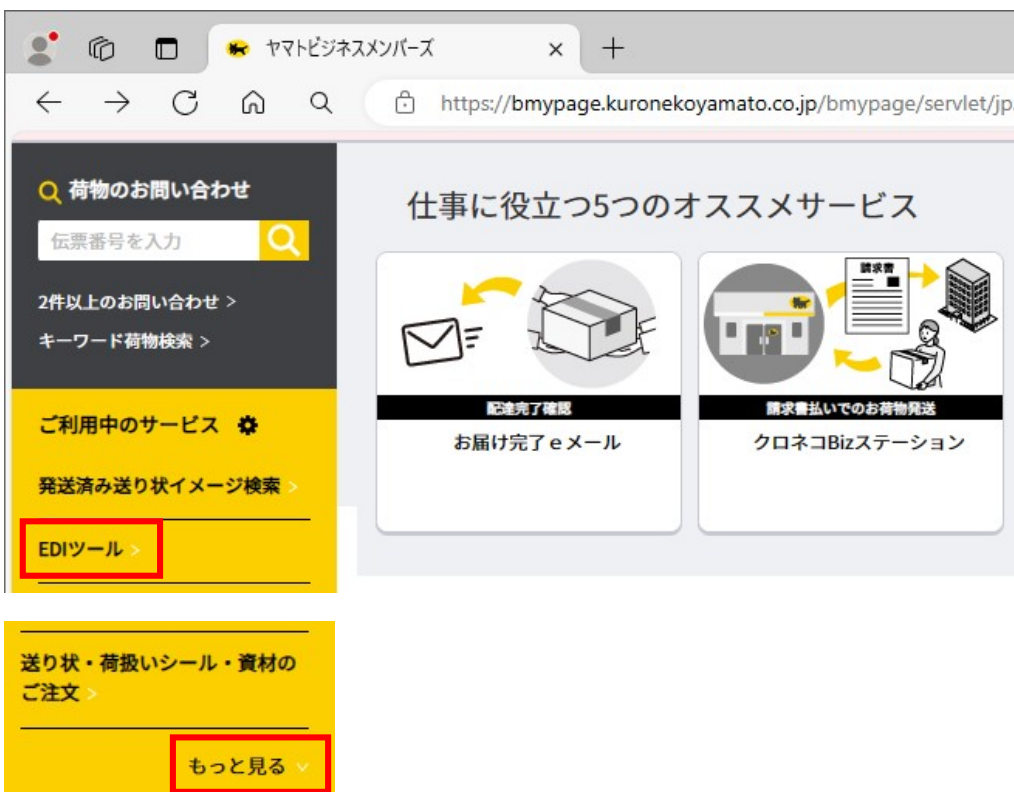 ヤマトビジネスメンバーズ
https://bmypage.kuronekoyamato.co.jp/bmypage/servlet/jp
荷物のお問い合わせ
伝票番号を入力
2件以上のお問い合わせ >
キーワード荷物検索 >
ご利用中のサービス
発送済み送り状イメージ検索 >
EDIツール >
仕事に役立つ5つのオススメサービス
配達完了確認
お届け完了eメール
請求書
請求書払いでのお荷物発送
クロネコBizステーション
送り状・荷扱いシール・資材の
ご注文 >
もっと見る